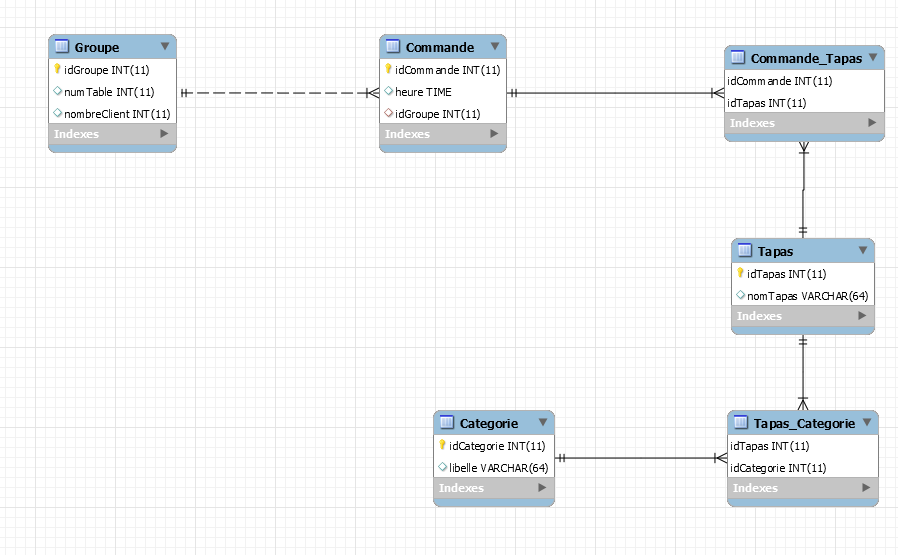 Groupe
idGroupe INT(11)
numTable INT(11)
nombreClient INT(11)
Indexes
Commande
idCommande INT(11)
heure TIME
idGroupe INT(11)
Indexes
Commande_Tapas
idCommande INT(11)
idTapas INT(11)
Indexes
Tapas
idTapas INT(11)
nomTapas VARCHAR(64)
Indexes
Categorie
idCategorie INT(11)
libelle VARCHAR(64)
Indexes
Tapas_Categorie
idTapas INT(11)
idCategorie INT(11)
Indexes